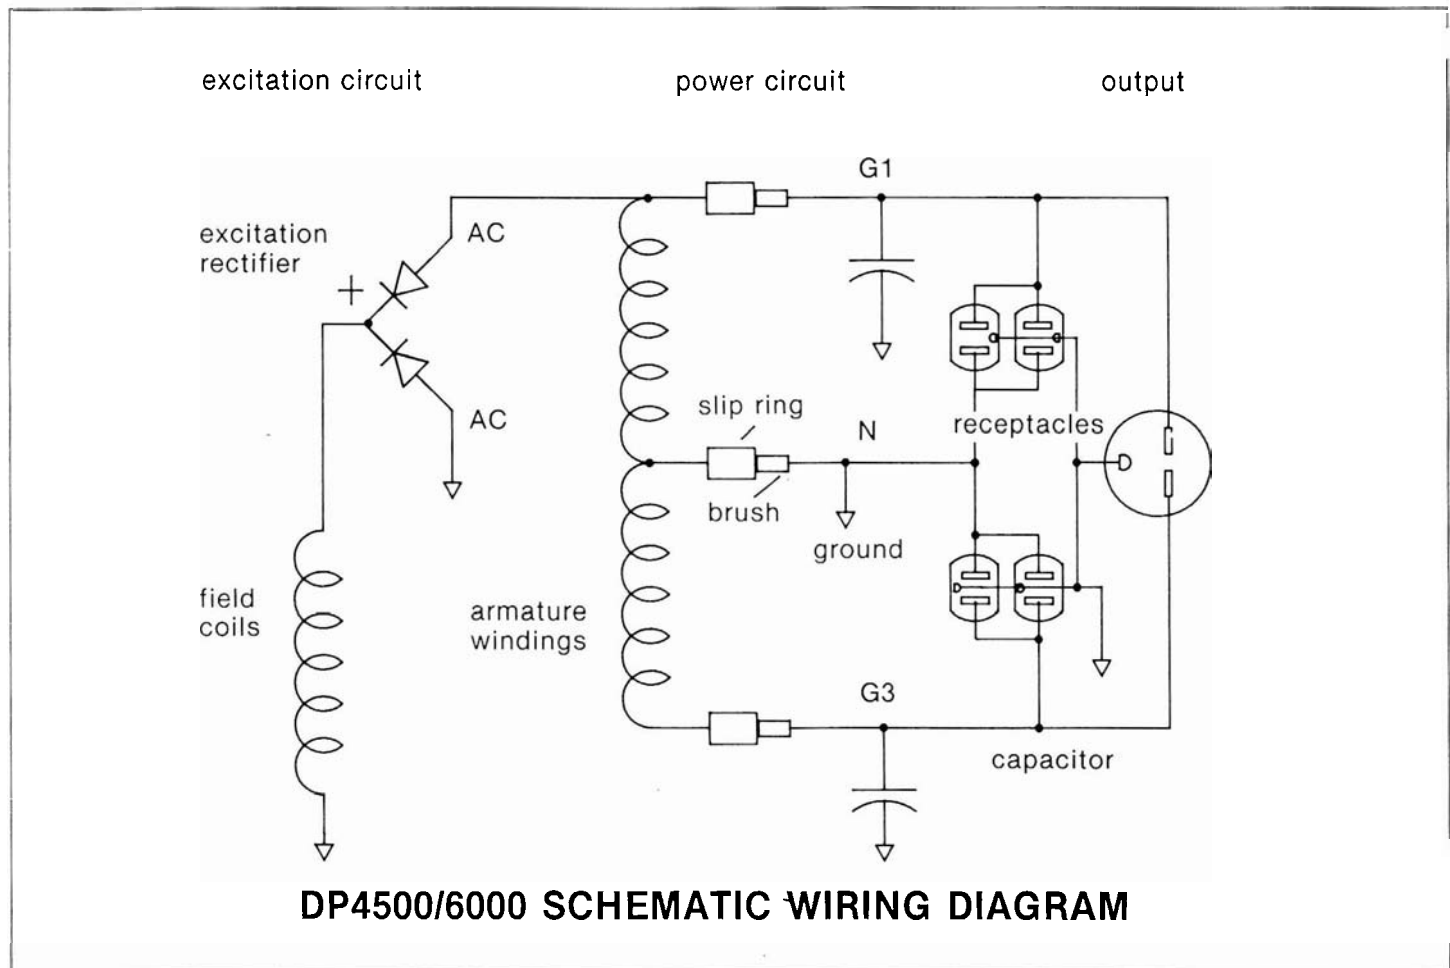 excitation circuit
power circuit
output
G1
excitation
rectifier
+
AC
AC
slip ring
N
receptacles
brush
ground
field
coils
armature
windings
G3
capacitor
DP4500/6000 SCHEMATIC WIRING DIAGRAM